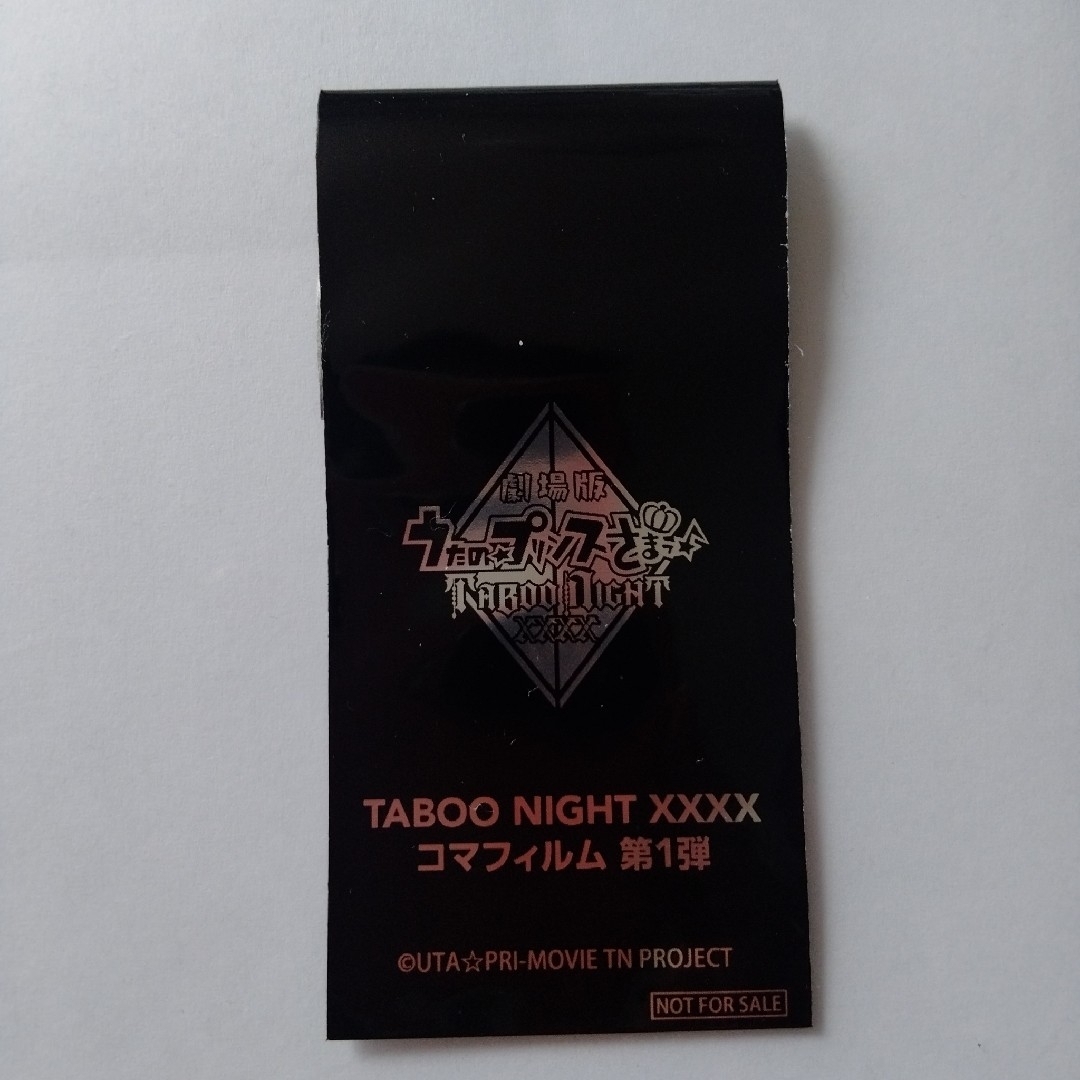 劇場版
うたの☆プリンスさまっ♪
TABOO NIGHT
XXXX
TABOO NIGHT XXXX
コマフィルム 第1弾
©UTA☆PRI-MOVIE TN PROJECT
NOT FOR SALE